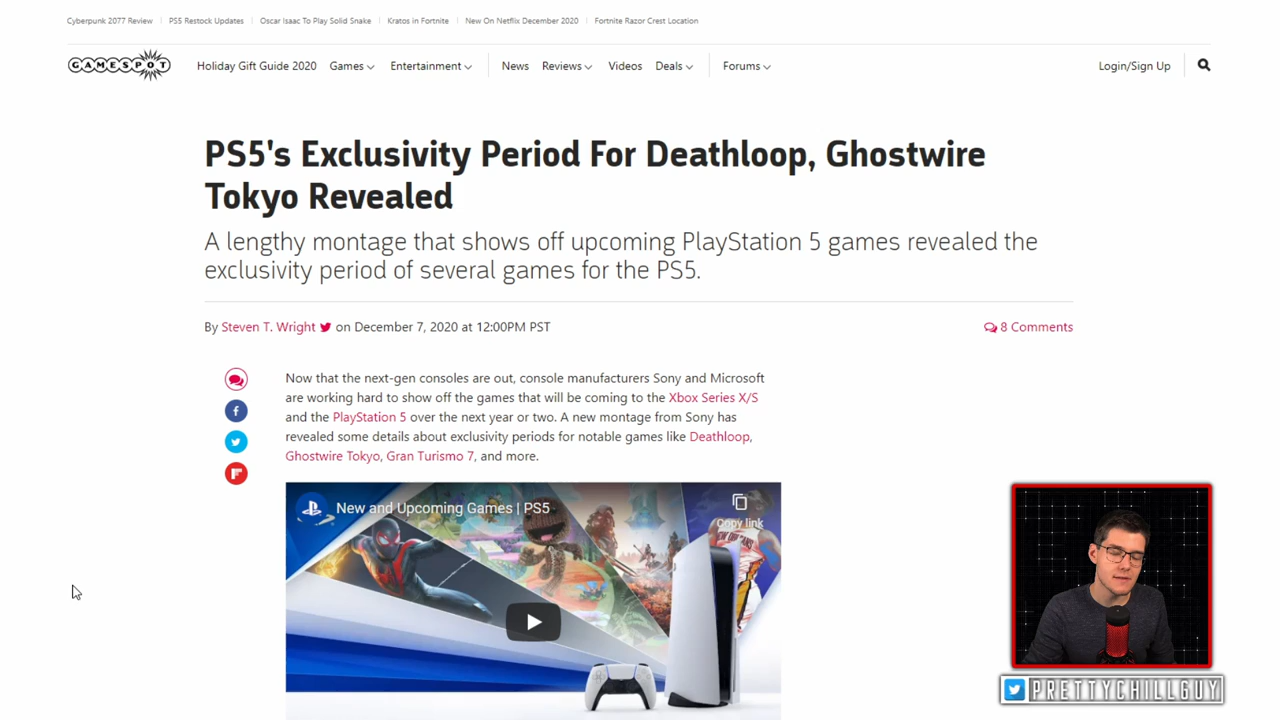 Cyberpunk 2077 Review
PS5 Restock Updates
Oscar Isaac To Play Solid Snake
Kratos in Fortnite
New On Netflix December 2020
Fortnite Razor Crest Location
GAMESPOT
Holiday Gift Guide 2020
Games
Entertainment
News
Reviews
Videos
Deals
Forums
Login/Sign Up
PS5's Exclusivity Period For Deathloop, Ghostwire
Tokyo Revealed
A lengthy montage that shows off upcoming PlayStation 5 games revealed the
exclusivity period of several games for the PS5.
By Steven T. Wright on December 7, 2020 at 12:00PM PST
8 Comments
Now that the next-gen consoles are out, console manufacturers Sony and Microsoft
are working hard to show off the games that will be coming to the Xbox Series X/S
and the PlayStation 5 over the next year or two. A new montage from Sony has
revealed some details about exclusivity periods for notable games like Deathloop,
Ghostwire Tokyo, Gran Turismo 7, and more.
New and Upcoming Games | PS5
Copy link
PRETTYCHILLGUY